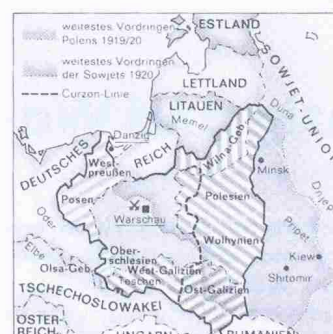 weitestes Vordringen
Polens 1919/20
weitestes Vordringen
der Sowjets 1920
Curzon-Linie
ESTLAND
SOWJET-UNION
LETTLAND
LITAUEN
Memel
Düna
Danzig
DEUTSCHES REICH
West-
preußen
Wilna-Geb.
Minsk
Dnjepr
Posen
Polesien
Warschau
Pripet
Oder
Wolhynien
Kiew
Elbe
Ober-
schlesien
Shitomir
Olsa-Geb.
West-Galizien
Teschen
Ost-Galizien
TSCHECHOSLOWAKEI
ÖSTER-
REICH
UNGARN
RUMÄNIEN